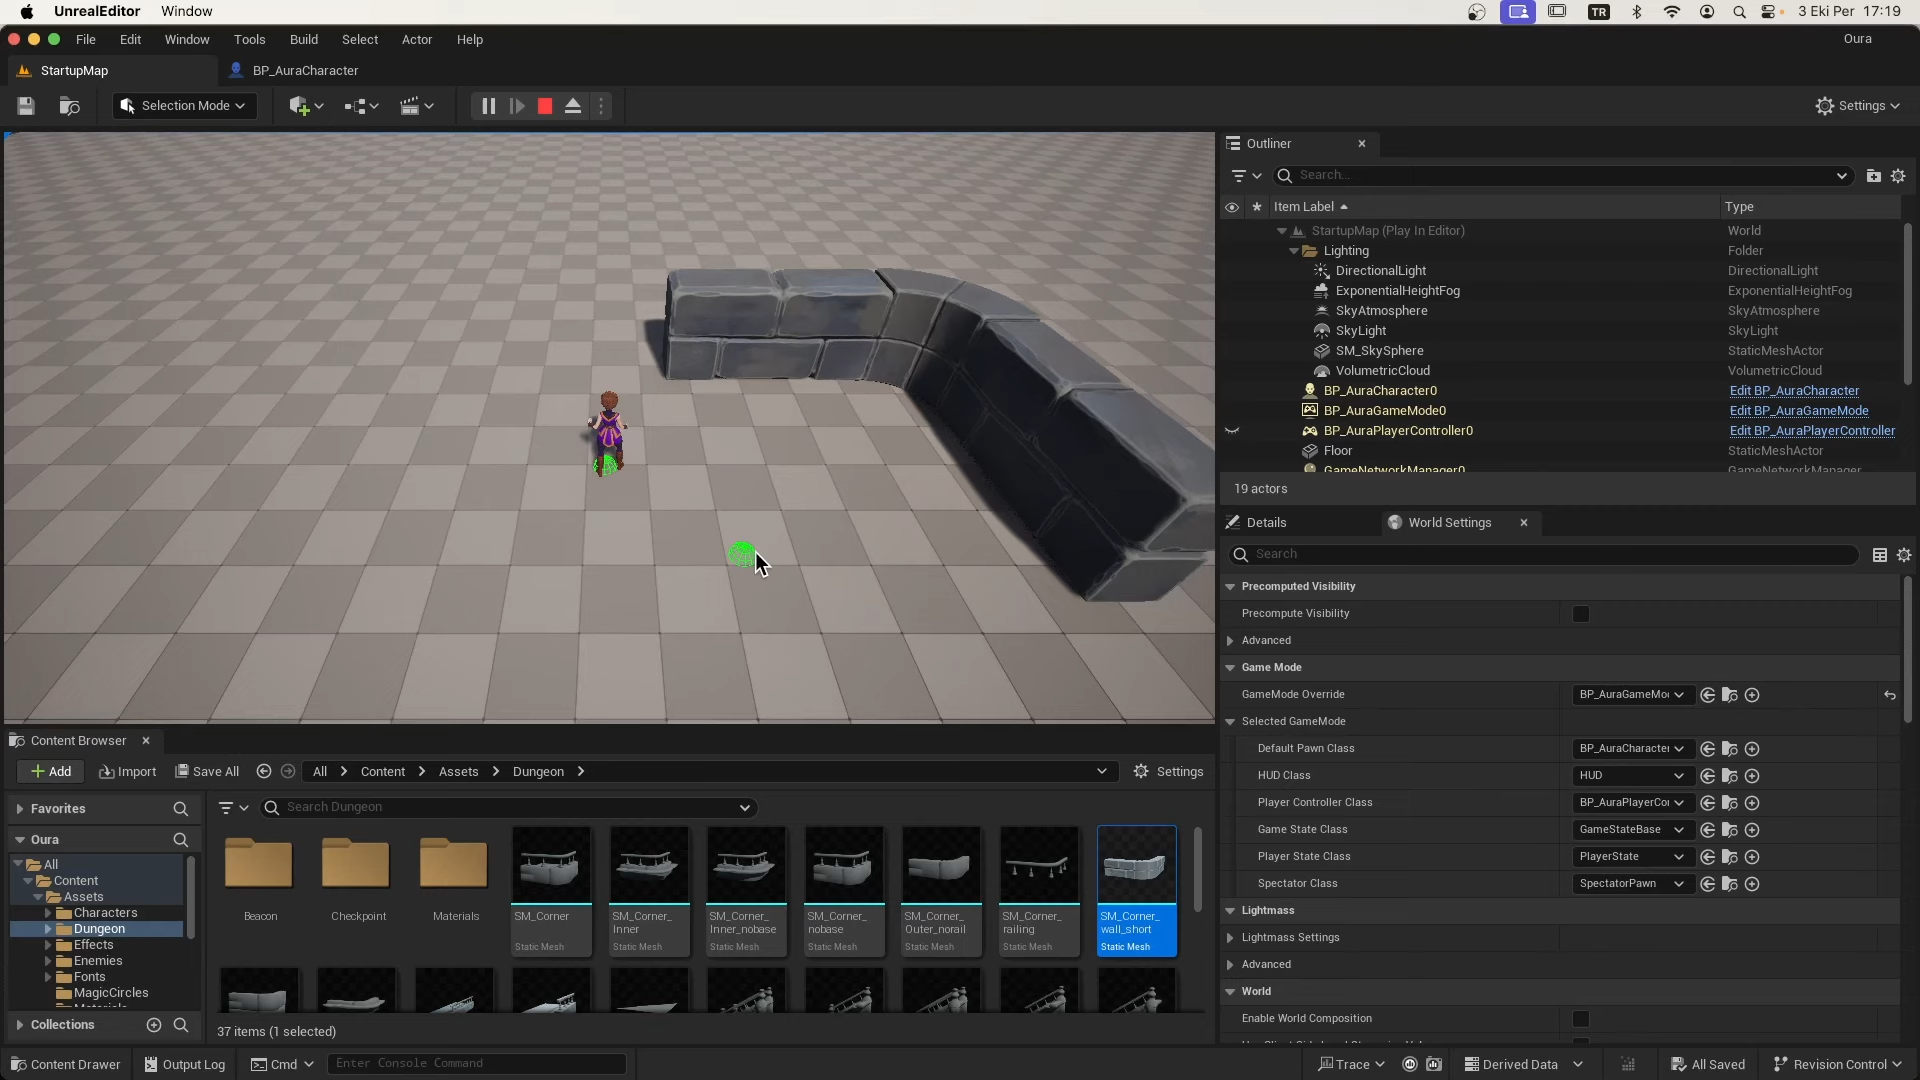 UnrealEditor Window
TR
3 Eki Per 17:19
File Edit Window Tools Build Select Actor Help
Oura
StartupMap BP_AuraCharacter
Selection Mode
Settings
Outliner
Search...
Item Label Type
StartupMap (Play In Editor) World
Lighting Folder
DirectionalLight DirectionalLight
ExponentialHeightFog ExponentialHeightFog
SkyAtmosphere SkyAtmosphere
SkyLight SkyLight
SM_SkySphere StaticMeshActor
VolumetricCloud VolumetricCloud
BP_AuraCharacter0 Edit BP_AuraCharacter
BP_AuraGameMode0 Edit BP_AuraGameMode
BP_AuraPlayerController0 Edit BP_AuraPlayerController
Floor StaticMeshActor
GameNetworkManager0 GameNetworkManager
19 actors
Details World Settings
Search
Precomputed Visibility
Precompute Visibility
Advanced
Game Mode
GameMode Override BP_AuraGameMo
Selected GameMode
Default Pawn Class BP_AuraCharacter
HUD Class HUD
Player Controller Class BP_AuraPlayerCo
Game State Class GameStateBase
Player State Class PlayerState
Spectator Class SpectatorPawn
Lightmass
Lightmass Settings
Advanced
World
Enable World Composition
Content Browser
Add Import Save All All Content Assets Dungeon Settings
Favorites
Search Dungeon
Oura
All
Content
Assets
Characters
Dungeon
Effects
Enemies
Fonts
MagicCircles
Collections
Beacon
Checkpoint
Materials
SM_Corner
Static Mesh
SM_Corner_
Inner
Static Mesh
SM_Corner_
Inner_nobase
Static Mesh
SM_Corner_
nobase
Static Mesh
SM_Corner_
Outer_norail
Static Mesh
SM_Corner_
railing
Static Mesh
SM_Corner_
wall_short
Static Mesh
37 items (1 selected)
Content Drawer Output Log Cmd Enter Console Command
Trace Derived Data All Saved Revision Control